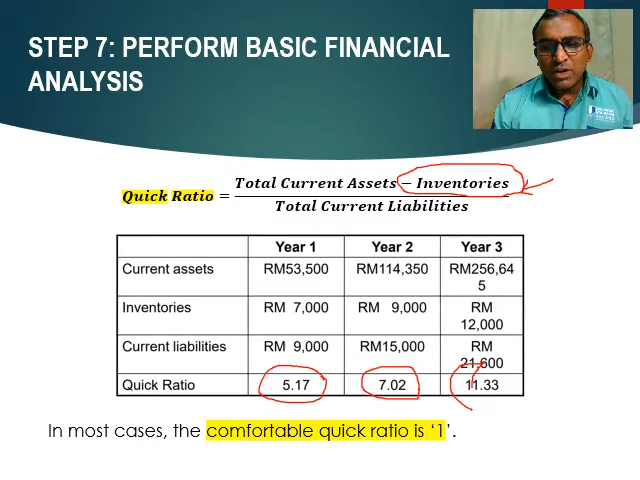 STEP 7: PERFORM BASIC FINANCIAL
ANALYSIS
Quick Ratio = Total Current Assets − Inventories
Total Current Liabilities
Year 1 Year 2 Year 3
Current assets RM53,500 RM114,350 RM256,64
5
Inventories RM 7,000 RM 9,000 RM
12,000
Current liabilities RM 9,000 RM15,000 RM
21,600
Quick Ratio 5.17 7.02 11.33
In most cases, the comfortable quick ratio is ‘1’.